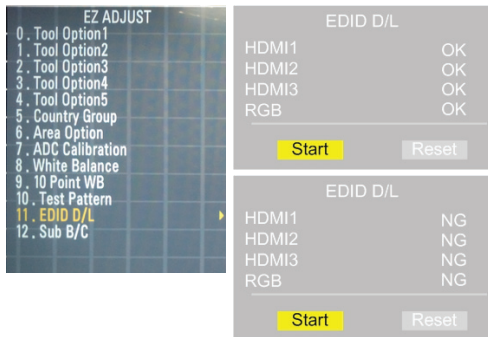 EZ ADJUST
0 . Tool Option1
1 . Tool Option2
2 . Tool Option3
3 . Tool Option4
4 . Tool Option5
5 . Country Group
6 . Area Option
7 . ADC Calibration
8 . White Balance
9 . 10 Point WB
10 . Test Pattern
11 . EDID D/L
12 . Sub B/C
EDID D/L
HDMI1 OK
HDMI2 OK
HDMI3 OK
RGB OK
Start Reset
EDID D/L
HDMI1 NG
HDMI2 NG
HDMI3 NG
RGB NG
Start Reset